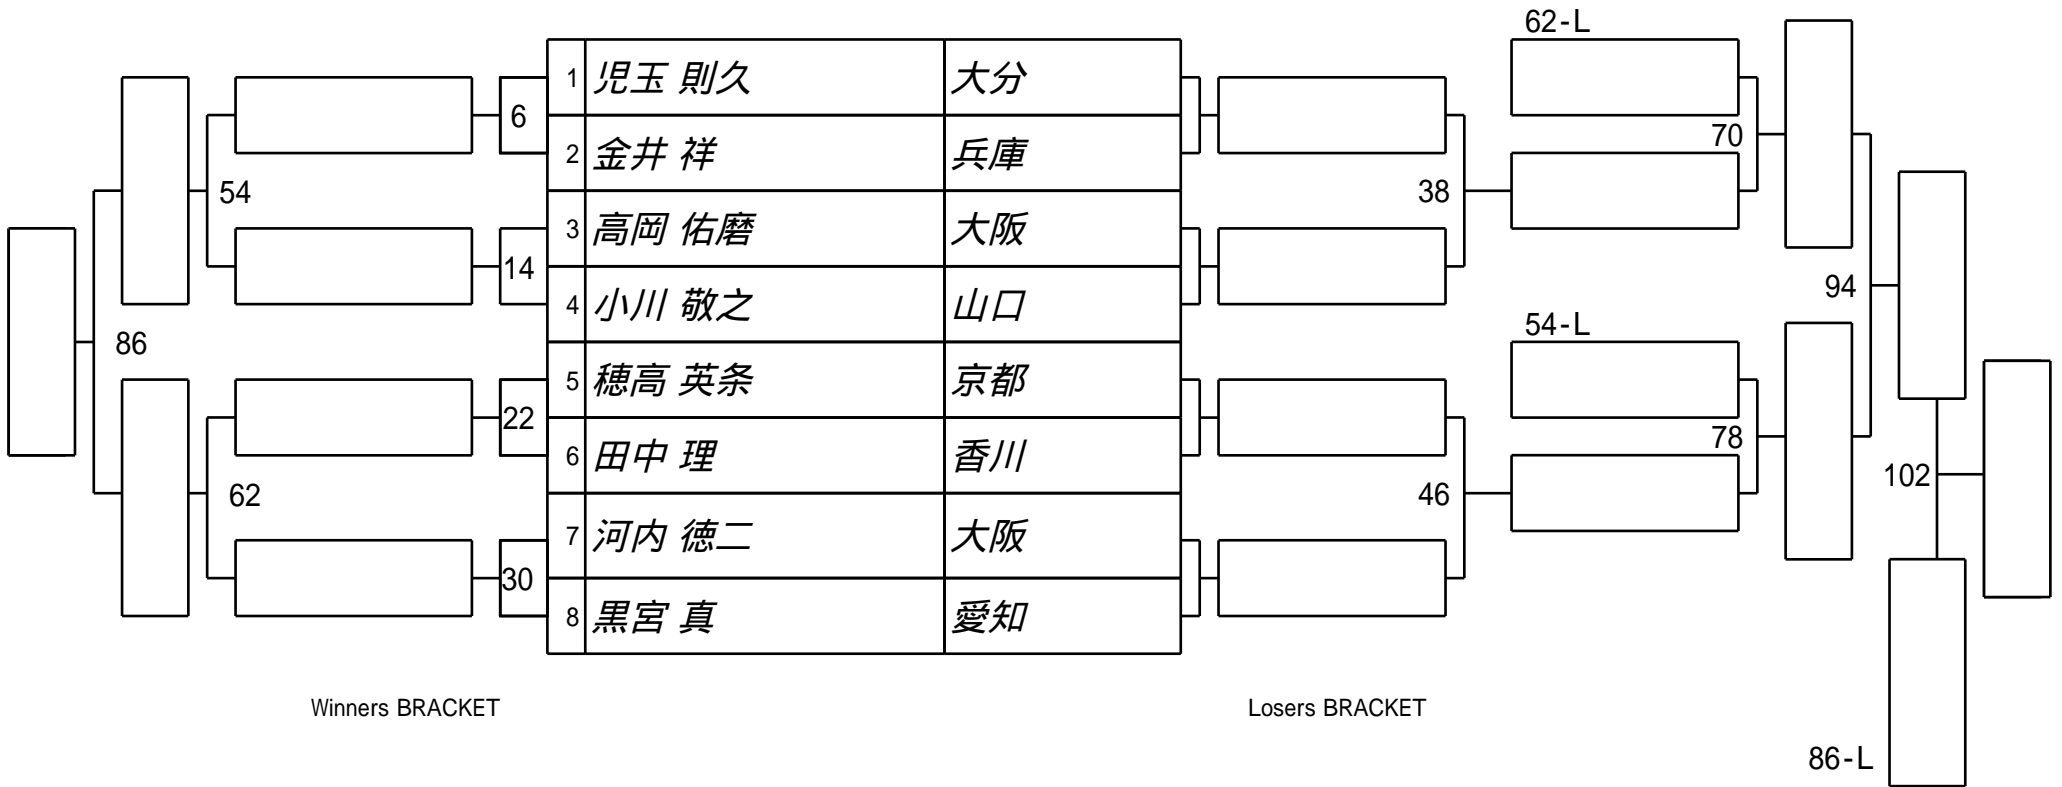 62-L
1 児玉 則久 大分
6
70
2 金井 祥 兵庫
54
38
3 高岡 佑磨 大阪
14
94
4 小川 敬之 山口
54-L
86
5 穂高 英条 京都
22
78
6 田中 理 香川
102
62
46
7 河内 徳二 大阪
30
8 黒宮 真 愛知
Winners BRACKET
Losers BRACKET
86-L